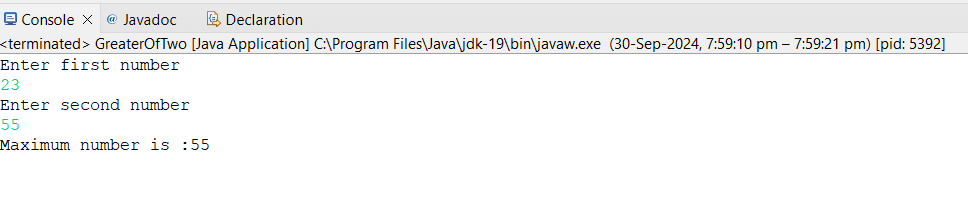 Console Javadoc Declaration
<terminated> GreaterOfTwo [Java Application] C:\Program Files\Java\jdk-19\bin\javaw.exe (30-Sep-2024, 7:59:10 pm – 7:59:21 pm) [pid: 5392]
Enter first number
23
Enter second number
55
Maximum number is :55